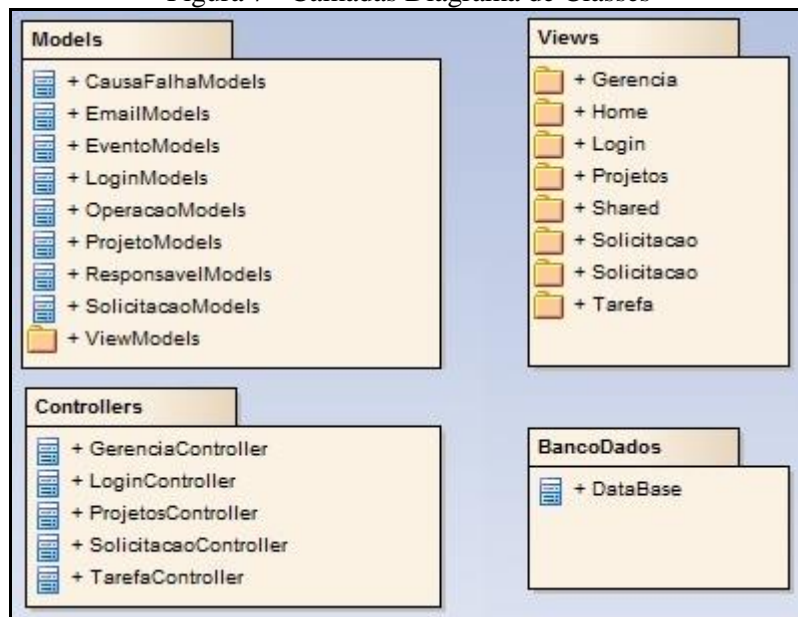 Models
+ CausaFalhaModels
+ EmailModels
+ EventoModels
+ LoginModels
+ OperacaoModels
+ ProjetoModels
+ ResponsavelModels
+ SolicitacaoModels
+ ViewModels
Views
+ Gerencia
+ Home
+ Login
+ Projetos
+ Shared
+ Solicitacao
+ Solicitacao
+ Tarefa
Controllers
+ GerenciaController
+ LoginController
+ ProjetosController
+ SolicitacaoController
+ TarefaController
BancoDados
+ DataBase